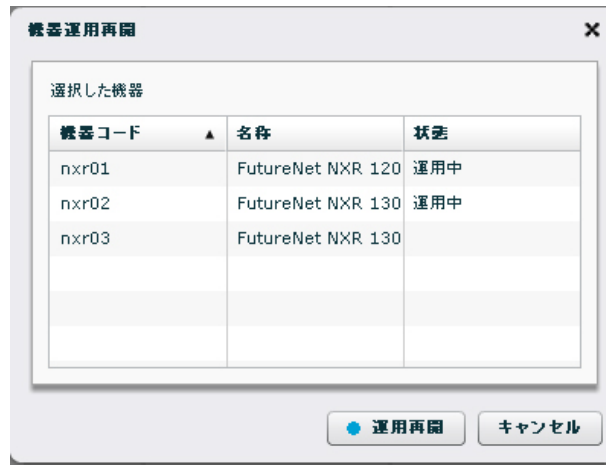 機器運用再開
選択した機器
機器コード ▲ 名称 状態
nxr01 FutureNet NXR 120 運用中
nxr02 FutureNet NXR 130 運用中
nxr03 FutureNet NXR 130
運用再開 キャンセル